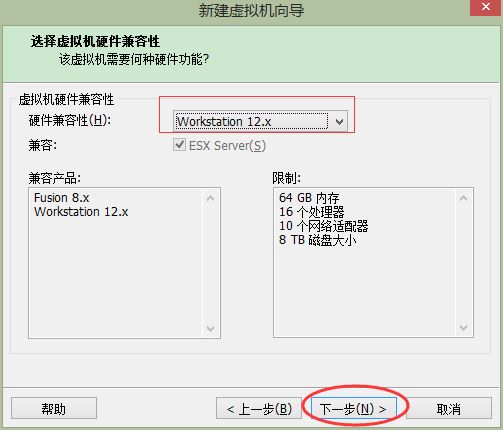 新建虚拟机向导
选择虚拟机硬件兼容性
该虚拟机需要何种硬件功能?
虚拟机硬件兼容性
硬件兼容性(H):
Workstation 12.x
兼容:
ESX Server(S)
兼容产品:
Fusion 8.x
Workstation 12.x
限制:
64 GB 内存
16 个处理器
10 个网络适配器
8 TB 磁盘大小
帮助
< 上一步(B)
下一步(N) >
取消